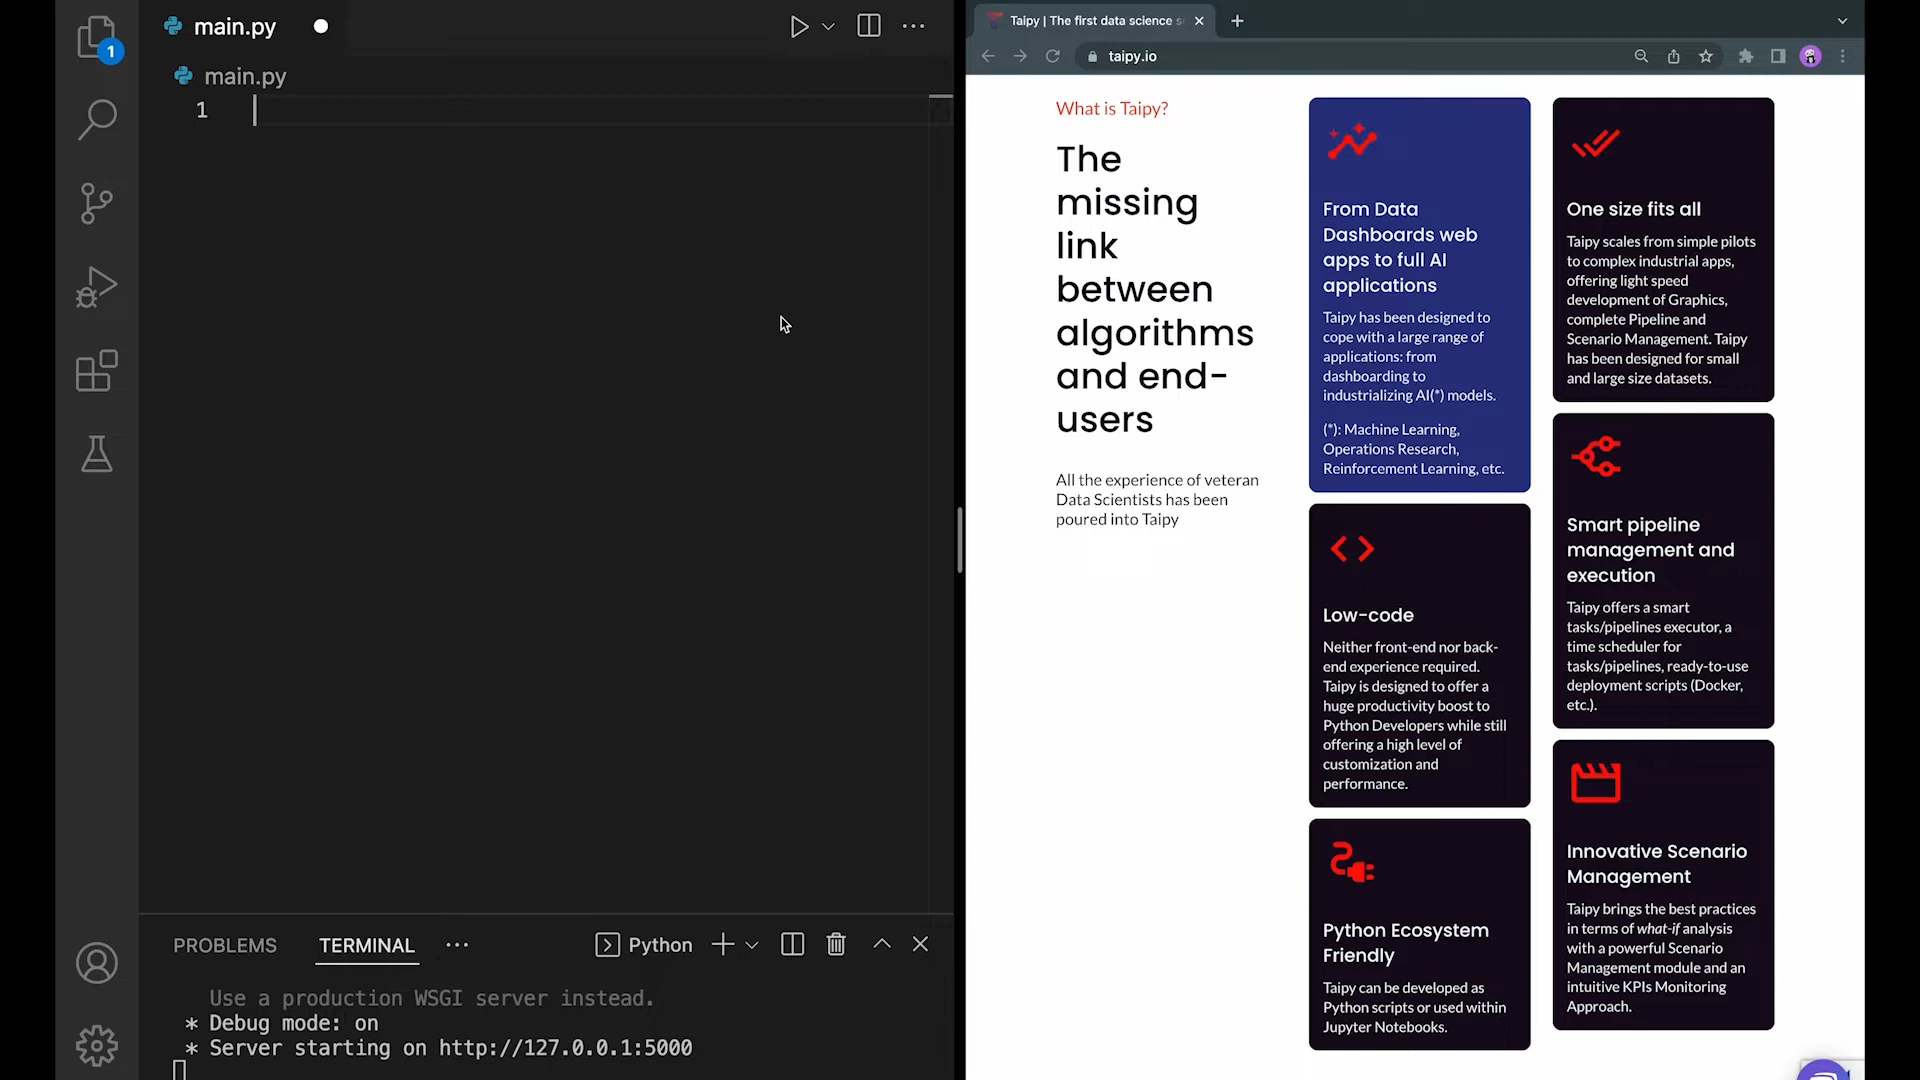 1
main.py
main.py
1
PROBLEMS
TERMINAL
Python
Use a production WSGI server instead.
* Debug mode: on
* Server starting on http://127.0.0.1:5000
Taipy | The first data science s
taipy.io
What is Taipy?
The
missing
link
between
algorithms
and end-
users
All the experience of veteran
Data Scientists has been
poured into Taipy
From Data
Dashboards web
apps to full AI
applications
Taipy has been designed to
cope with a large range of
applications: from
dashboarding to
industrializing AI(*) models.
(*): Machine Learning,
Operations Research,
Reinforcement Learning, etc.
Low-code
Neither front-end nor back-
end experience required.
Taipy is designed to offer a
huge productivity boost to
Python Developers while still
offering a high level of
customization and
performance.
Python Ecosystem
Friendly
Taipy can be developed as
Python scripts or used within
Jupyter Notebooks.
One size fits all
Taipy scales from simple pilots
to complex industrial apps,
offering light speed
development of Graphics,
complete Pipeline and
Scenario Management. Taipy
has been designed for small
and large size datasets.
Smart pipeline
management and
execution
Taipy offers a smart
tasks/pipelines executor, a
time scheduler for
tasks/pipelines, ready-to-use
deployment scripts (Docker,
etc.).
Innovative Scenario
Management
Taipy brings the best practices
in terms of what-if analysis
with a powerful Scenario
Management module and an
intuitive KPIs Monitoring
Approach.